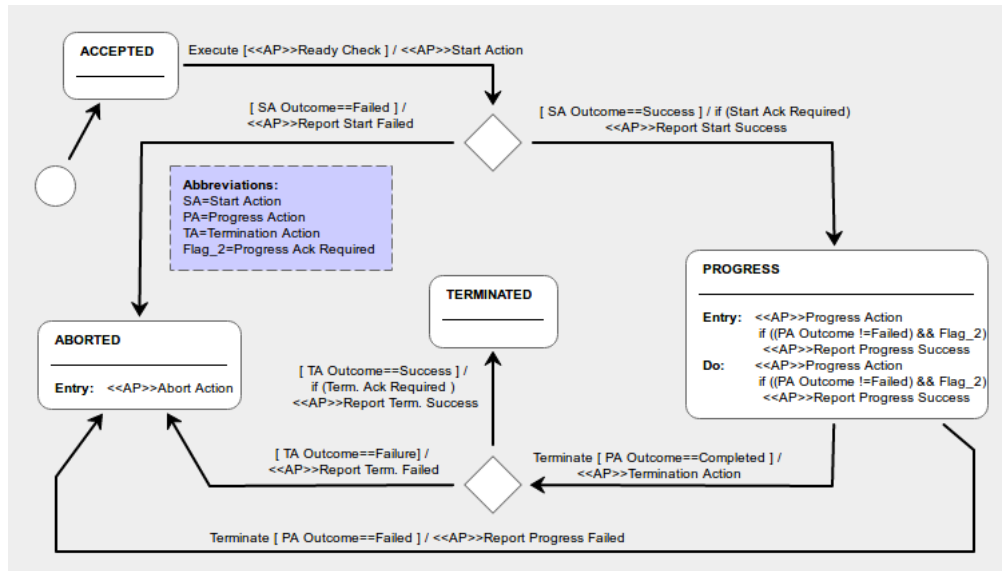 ACCEPTED
Execute [<<AP>>Ready Check ] / <<AP>>Start Action
[ SA Outcome==Failed ] /
<<AP>>Report Start Failed
[ SA Outcome==Success ] / if (Start Ack Required)
<<AP>>Report Start Success
Abbreviations:
SA=Start Action
PA=Progress Action
TA=Termination Action
Flag_2=Progress Ack Required
TERMINATED
PROGRESS
Entry: <<AP>>Progress Action
if ((PA Outcome !=Failed) && Flag_2)
<<AP>>Report Progress Success
Do: <<AP>>Progress Action
if ((PA Outcome !=Failed) && Flag_2)
<<AP>>Report Progress Success
ABORTED
Entry: <<AP>>Abort Action
[ TA Outcome==Success ] /
if (Term. Ack Required )
<<AP>>Report Term. Success
[ TA Outcome==Failure] /
<<AP>>Report Term. Failed
Terminate [ PA Outcome==Completed ] /
<<AP>>Termination Action
Terminate [ PA Outcome==Failed ] / <<AP>>Report Progress Failed